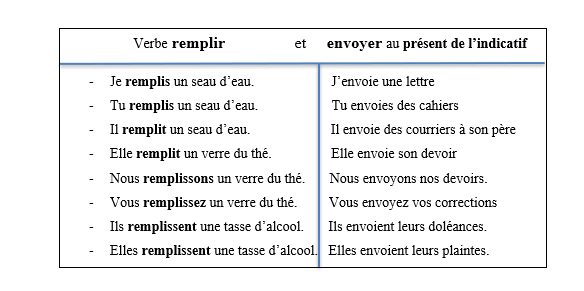 Verbe remplir et envoyer au présent de l'indicatif
- Je remplis un seau d'eau. J'envoie une lettre
- Tu remplis un seau d'eau. Tu envoies des cahiers
- Il remplit un seau d'eau. Il envoie des courriers à son père
- Elle remplit un verre du thé. Elle envoie son devoir
- Nous remplissons un verre du thé. Nous envoyons nos devoirs.
- Vous remplissez un verre du thé. Vous envoyez vos corrections
- Ils remplissent une tasse d'alcool. Ils envoient leurs doléances.
- Elles remplissent une tasse d'alcool. Elles envoient leurs plaintes.